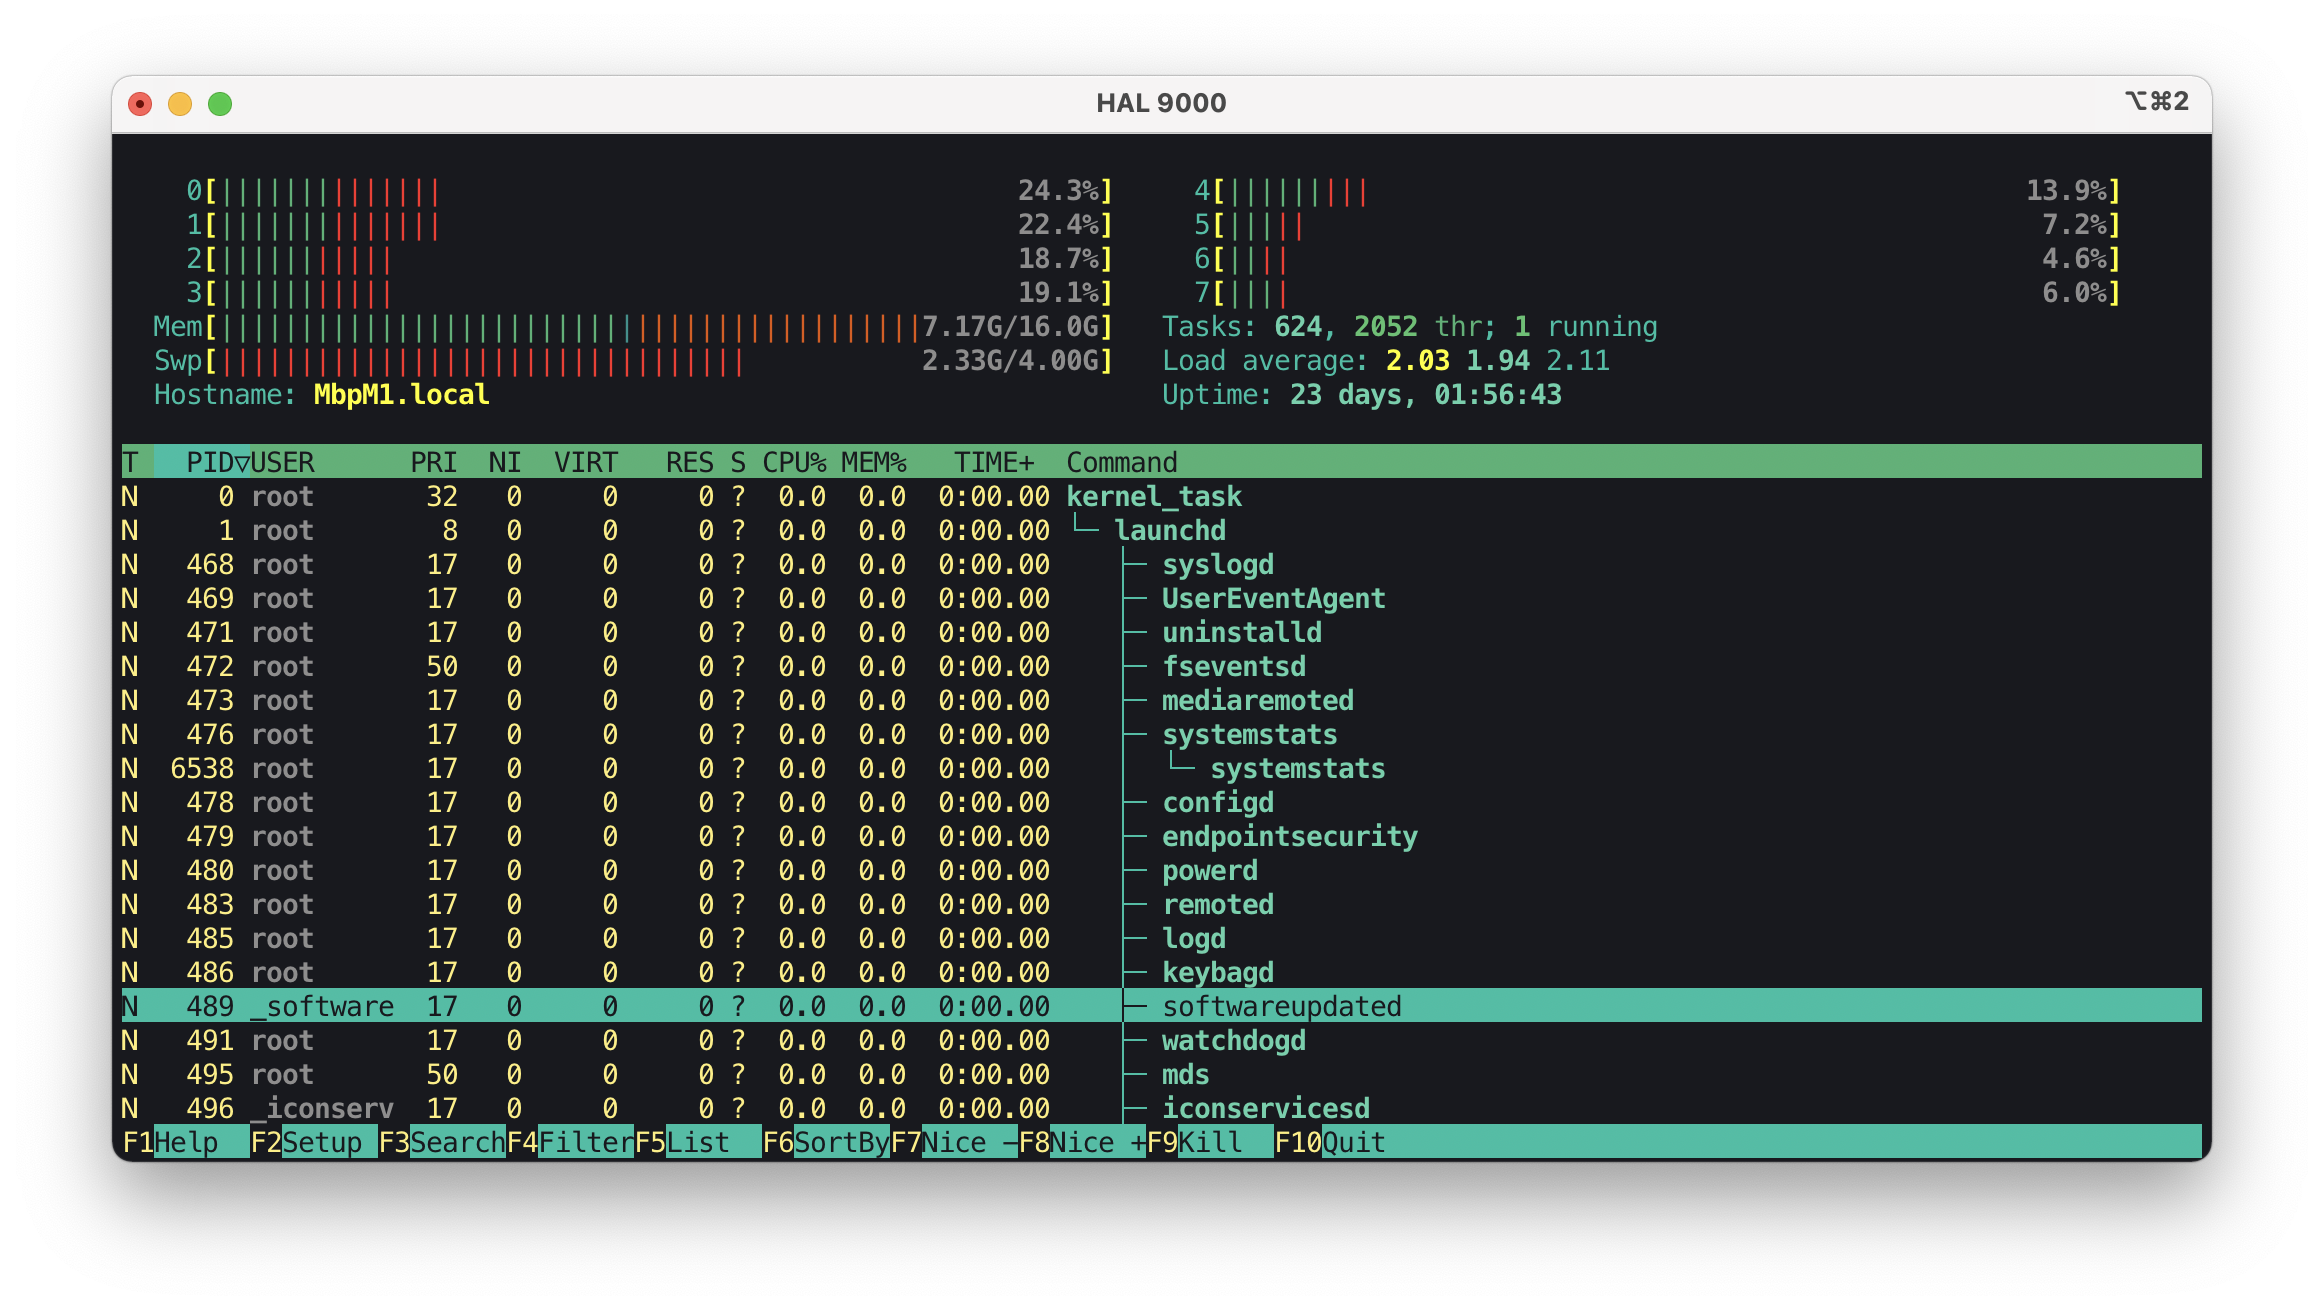 HAL 9000 ⌥⌘2
0[|||||||||||||| 24.3%] 4[||||||||| 13.9%]
1[|||||||||||||| 22.4%] 5[||||| 7.2%]
2[||||||||||| 18.7%] 6[|||| 4.6%]
3[||||||||||| 19.1%] 7[|||| 6.0%]
Mem[||||||||||||||||||||||||||||||||||||||||||||7.17G/16.0G] Tasks: 624, 2052 thr; 1 running
Swp[||||||||||||||||||||||||||||||||| 2.33G/4.00G] Load average: 2.03 1.94 2.11
Hostname: MbpM1.local Uptime: 23 days, 01:56:43
T PID▽USER PRI NI VIRT RES S CPU% MEM% TIME+ Command
N 0 root 32 0 0 0 ? 0.0 0.0 0:00.00 kernel_task
N 1 root 8 0 0 0 ? 0.0 0.0 0:00.00 └─ launchd
N 468 root 17 0 0 0 ? 0.0 0.0 0:00.00 ├─ syslogd
N 469 root 17 0 0 0 ? 0.0 0.0 0:00.00 ├─ UserEventAgent
N 471 root 17 0 0 0 ? 0.0 0.0 0:00.00 ├─ uninstalld
N 472 root 50 0 0 0 ? 0.0 0.0 0:00.00 ├─ fseventsd
N 473 root 17 0 0 0 ? 0.0 0.0 0:00.00 ├─ mediaremoted
N 476 root 17 0 0 0 ? 0.0 0.0 0:00.00 ├─ systemstats
N 6538 root 17 0 0 0 ? 0.0 0.0 0:00.00 │ └─ systemstats
N 478 root 17 0 0 0 ? 0.0 0.0 0:00.00 ├─ configd
N 479 root 17 0 0 0 ? 0.0 0.0 0:00.00 ├─ endpointsecurity
N 480 root 17 0 0 0 ? 0.0 0.0 0:00.00 ├─ powerd
N 483 root 17 0 0 0 ? 0.0 0.0 0:00.00 ├─ remoted
N 485 root 17 0 0 0 ? 0.0 0.0 0:00.00 ├─ logd
N 486 root 17 0 0 0 ? 0.0 0.0 0:00.00 ├─ keybagd
N 489 _software 17 0 0 0 ? 0.0 0.0 0:00.00 ├─ softwareupdated
N 491 root 17 0 0 0 ? 0.0 0.0 0:00.00 ├─ watchdogd
N 495 root 50 0 0 0 ? 0.0 0.0 0:00.00 ├─ mds
N 496 _iconserv 17 0 0 0 ? 0.0 0.0 0:00.00 ├─ iconservicesd
F1Help F2Setup F3SearchF4FilterF5List F6SortByF7Nice -F8Nice +F9Kill F10Quit